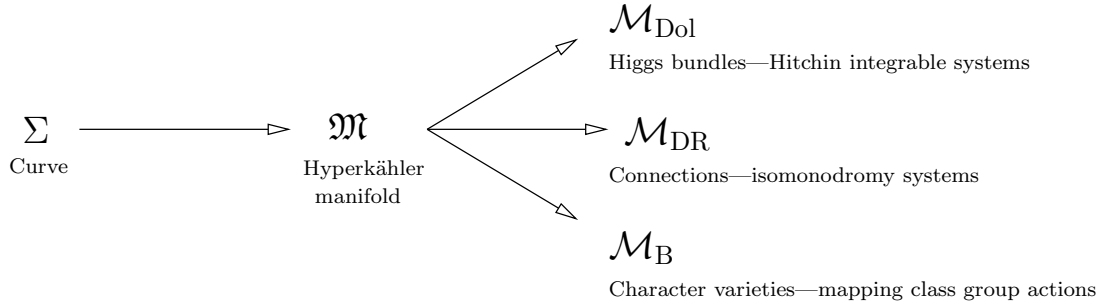 Σ
Curve
𝔐
Hyperkähler
manifold
ℳ_Dol
Higgs bundles—Hitchin integrable systems
ℳ_DR
Connections—isomonodromy systems
ℳ_B
Character varieties—mapping class group actions